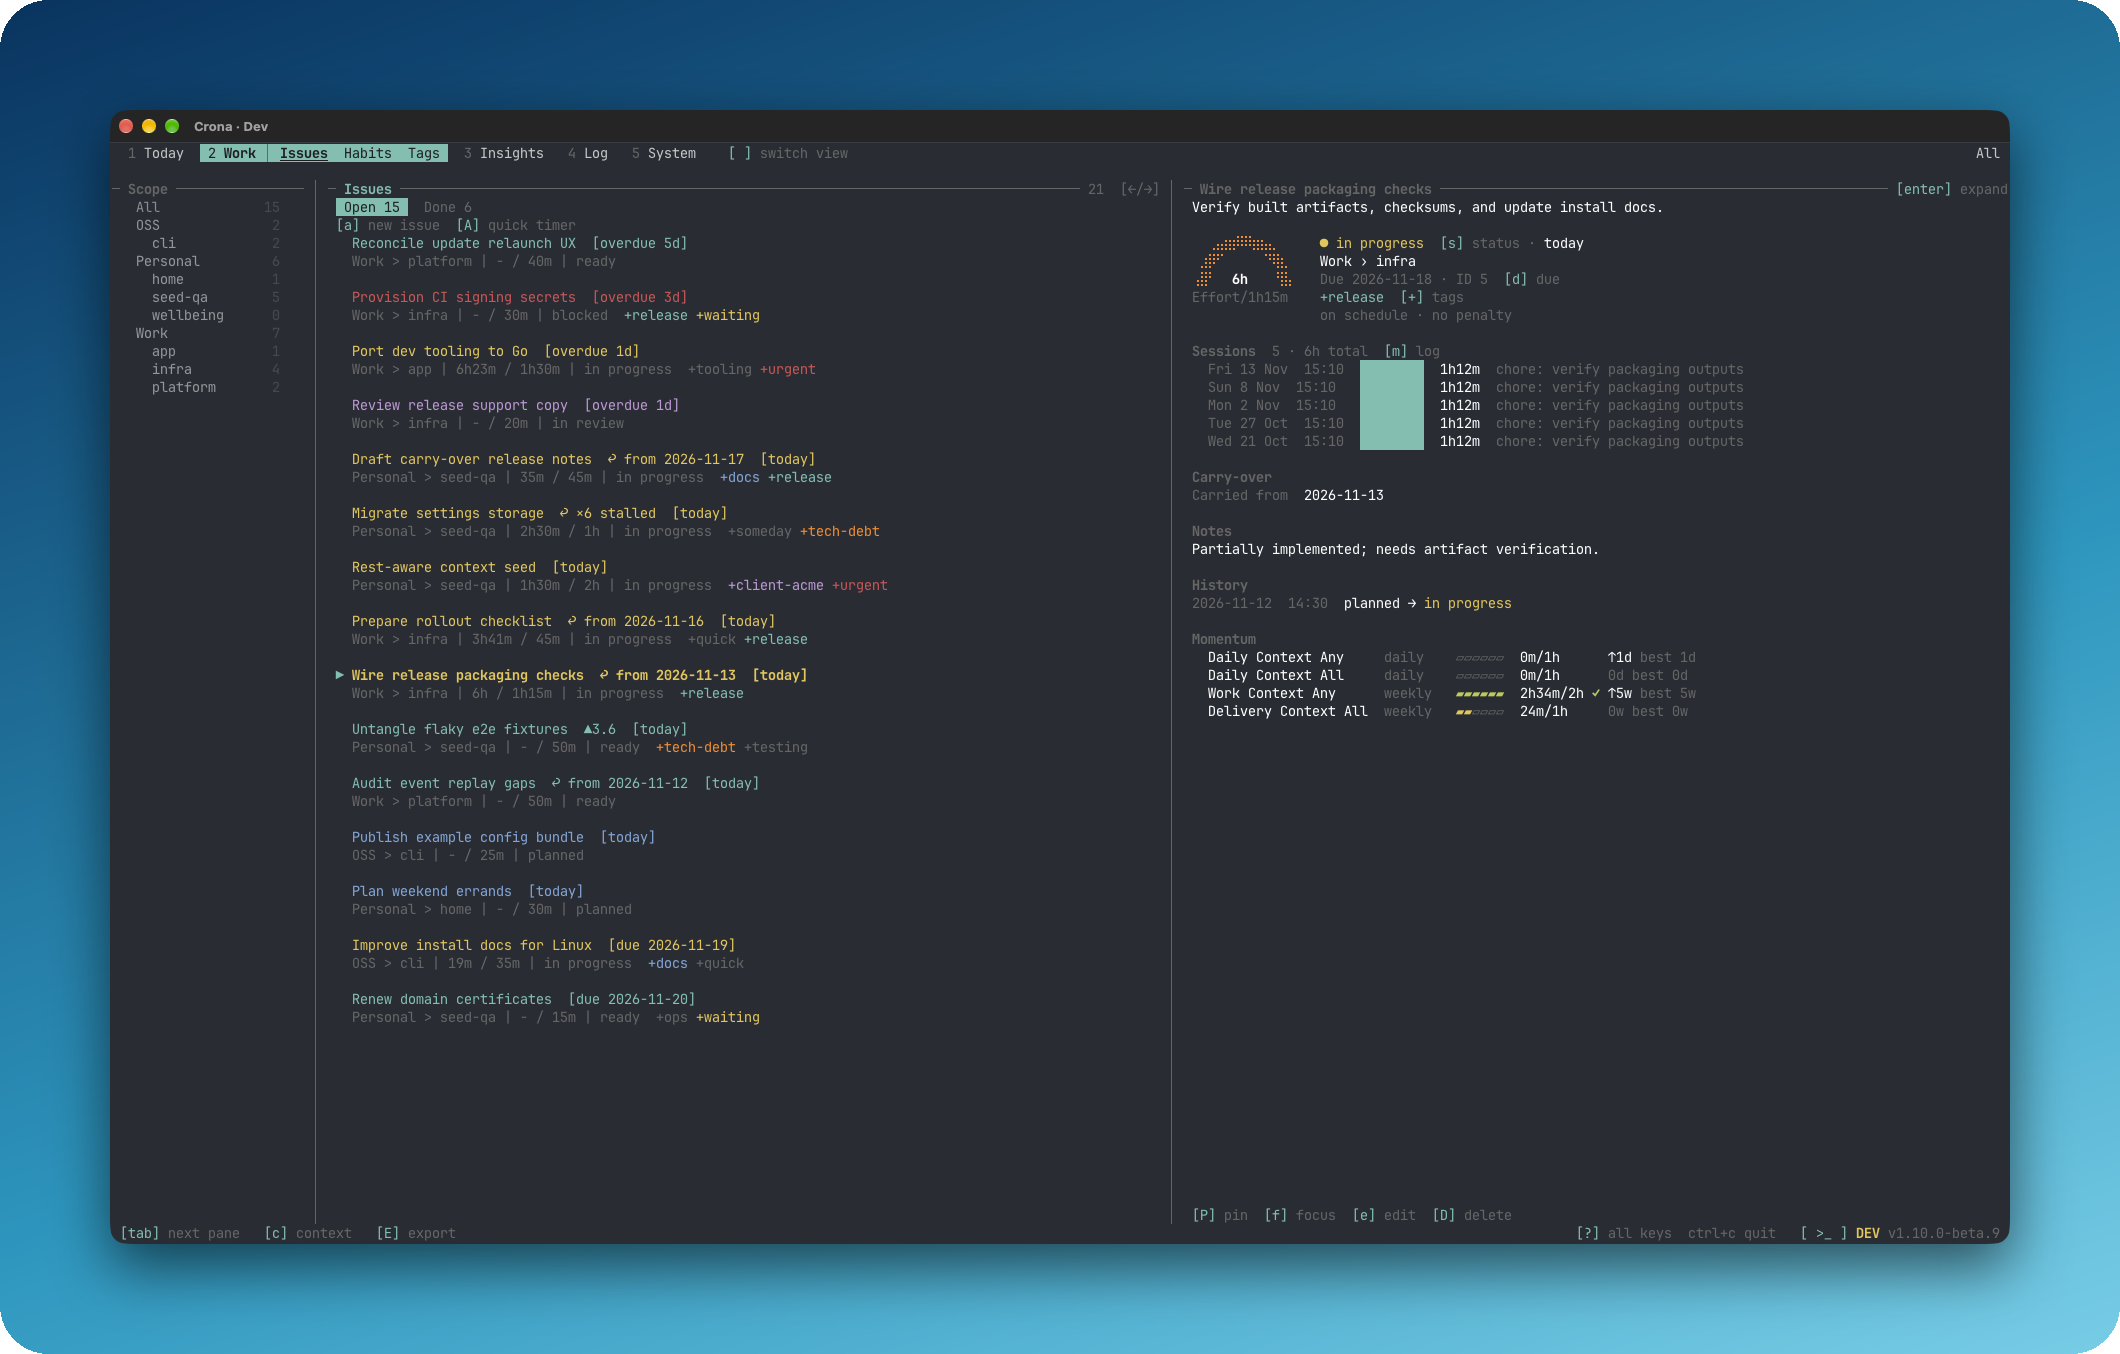 Crona · Dev
1 Today  2 Work  Issues  Habits  Tags  3 Insights  4 Log  5 System  [ ] switch view  All
Scope
All 15
OSS 2
cli 2
Personal 6
home 1
seed-qa 5
wellbeing 0
Work 7
app 1
infra 4
platform 2
Issues 21 [←/→]
Open 15  Done 6
[a] new issue  [A] quick timer
Reconcile update relaunch UX  [overdue 5d]
Work > platform | - / 40m | ready
Provision CI signing secrets  [overdue 3d]
Work > infra | - / 30m | blocked  +release +waiting
Port dev tooling to Go  [overdue 1d]
Work > app | 6h23m / 1h30m | in progress  +tooling +urgent
Review release support copy  [overdue 1d]
Work > infra | - / 20m | in review
Draft carry-over release notes  ⤶ from 2026-11-17  [today]
Personal > seed-qa | 35m / 45m | in progress  +docs +release
Migrate settings storage  ⤶ ×6 stalled  [today]
Personal > seed-qa | 2h30m / 1h | in progress  +someday +tech-debt
Rest-aware context seed  [today]
Personal > seed-qa | 1h30m / 2h | in progress  +client-acme +urgent
Prepare rollout checklist  ⤶ from 2026-11-16  [today]
Work > infra | 3h41m / 45m | in progress  +quick +release
▶ Wire release packaging checks  ⤶ from 2026-11-13  [today]
Work > infra | 6h / 1h15m | in progress  +release
Untangle flaky e2e fixtures  ▲3.6  [today]
Personal > seed-qa | - / 50m | ready  +tech-debt +testing
Audit event replay gaps  ⤶ from 2026-11-12  [today]
Work > platform | - / 50m | ready
Publish example config bundle  [today]
OSS > cli | - / 25m | planned
Plan weekend errands  [today]
Personal > home | - / 30m | planned
Improve install docs for Linux  [due 2026-11-19]
OSS > cli | 19m / 35m | in progress  +docs +quick
Renew domain certificates  [due 2026-11-20]
Personal > seed-qa | - / 15m | ready  +ops +waiting
Wire release packaging checks  [enter] expand
Verify built artifacts, checksums, and update install docs.
6h
Effort/1h15m
● in progress  [s] status · today
Work › infra
Due 2026-11-18 · ID 5  [d] due
+release  [+] tags
on schedule · no penalty
Sessions  5 · 6h total  [m] log
Fri 13 Nov  15:10  1h12m  chore: verify packaging outputs
Sun 8 Nov  15:10  1h12m  chore: verify packaging outputs
Mon 2 Nov  15:10  1h12m  chore: verify packaging outputs
Tue 27 Oct  15:10  1h12m  chore: verify packaging outputs
Wed 21 Oct  15:10  1h12m  chore: verify packaging outputs
Carry-over
Carried from  2026-11-13
Notes
Partially implemented; needs artifact verification.
History
2026-11-12  14:30  planned → in progress
Momentum
Daily Context Any  daily  0m/1h  ↑1d best 1d
Daily Context All  daily  0m/1h  0d best 0d
Work Context Any  weekly  2h34m/2h ✓ ↑5w best 5w
Delivery Context All  weekly  24m/1h  0w best 0w
[P] pin  [f] focus  [e] edit  [D] delete
[tab] next pane  [c] context  [E] export  [?] all keys  ctrl+c quit  [ >_ ] DEV v1.10.0-beta.9